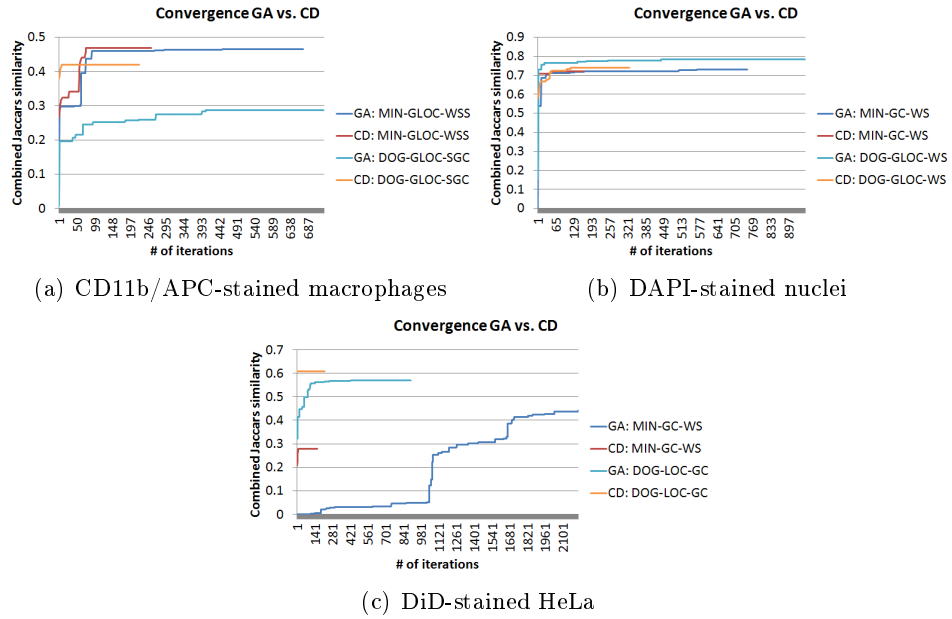 Convergence GA vs. CD
Combined Jaccars similarity
0.5
0.4
0.3
0.2
0.1
0
1 50 99 148 197 246 295 344 393 442 491 540 589 638 687
# of iterations
GA: MIN-GLOC-WSS
CD: MIN-GLOC-WSS
GA: DOG-GLOC-SGC
CD: DOG-GLOC-SGC
(a) CD11b/APC-stained macrophages
Convergence GA vs. CD
Combined Jaccars similarity
0.9
0.8
0.7
0.6
0.5
0.4
0.3
0.2
0.1
0
1 65 129 193 257 321 385 449 513 577 641 705 769 833 897
# of iterations
GA: MIN-GC-WS
CD: MIN-GC-WS
GA: DOG-GLOC-WS
CD: DOG-GLOC-WS
(b) DAPI-stained nuclei
Convergence GA vs. CD
Combined Jaccars similarity
0.7
0.6
0.5
0.4
0.3
0.2
0.1
0
1 141 281 421 561 701 841 981 1121 1261 1401 1541 1681 1821 1961 2101
# of iterations
GA: MIN-GC-WS
CD: MIN-GC-WS
GA: DOG-LOC-GC
CD: DOG-LOC-GC
(c) DiD-stained HeLa